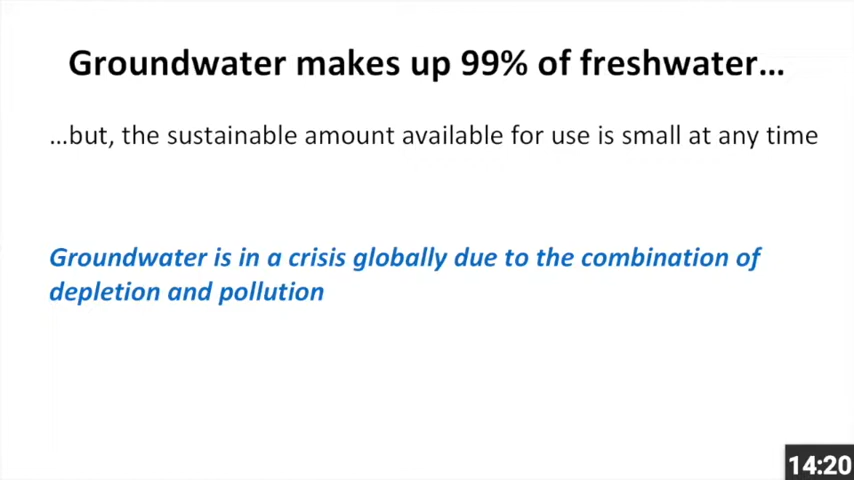 Groundwater makes up 99% of freshwater…
…but, the sustainable amount available for use is small at any time
Groundwater is in a crisis globally due to the combination of
depletion and pollution
14:20